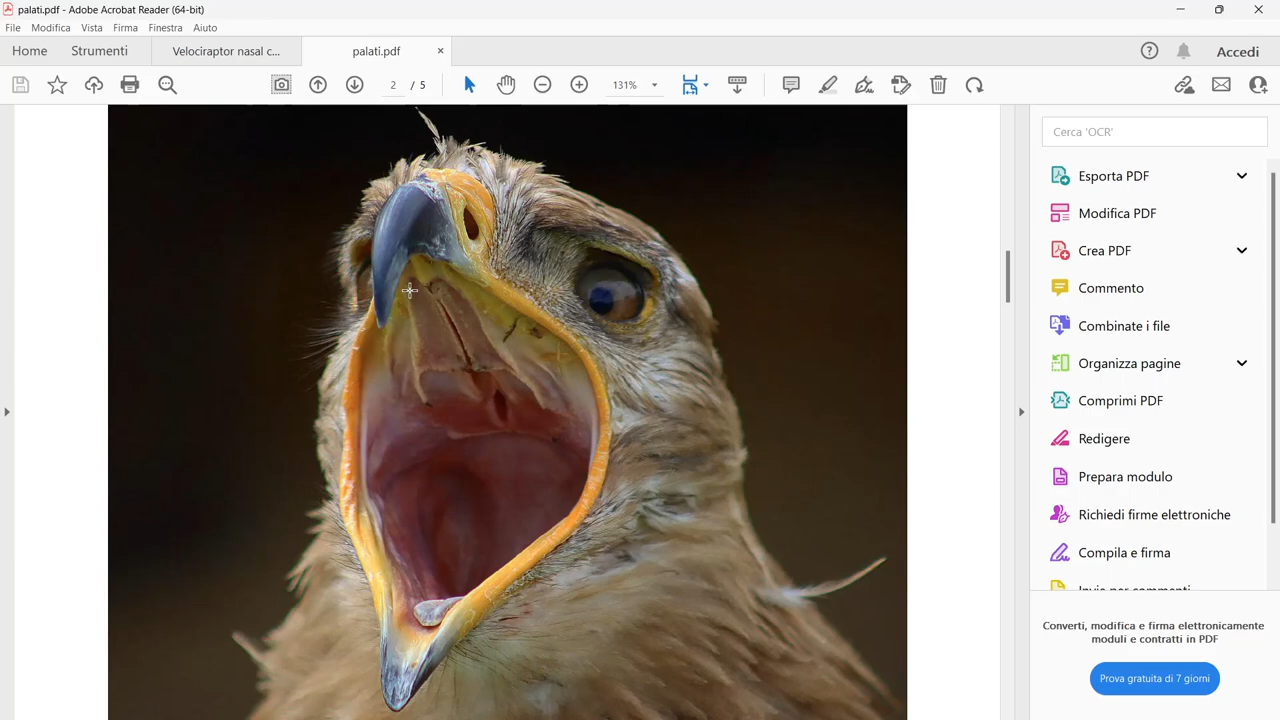 palati.pdf - Adobe Acrobat Reader (64-bit)
File Modifica Vista Firma Finestra Aiuto
Home Strumenti Velociraptor nasal c... palati.pdf Accedi
2 / 5 131%
Cerca 'OCR'
Esporta PDF
Modifica PDF
Crea PDF
Commento
Combinate i file
Organizza pagine
Comprimi PDF
Redigere
Prepara modulo
Richiedi firme elettroniche
Compila e firma
Invia per commenti
Converti, modifica e firma elettronicamente
moduli e contratti in PDF
Prova gratuita di 7 giorni